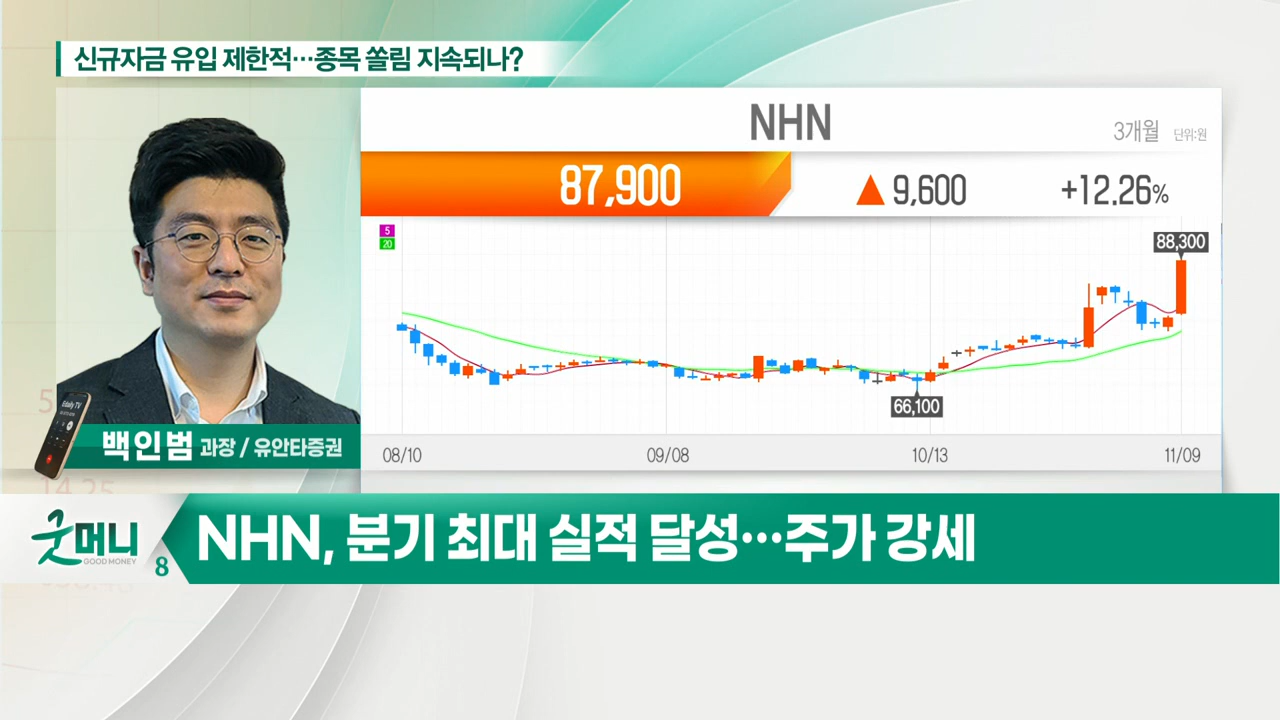 신규자금 유입 제한적…종목 쏠림 지속되나?
NHN
3개월 단위:원
87,900 ▲ 9,600 +12.26%
5
20
88,300
66,100
08/10 09/08 10/13 11/09
Edaily TV
백인범 과장 / 유안타증권
굿머니
GOOD MONEY
8
NHN, 분기 최대 실적 달성…주가 강세